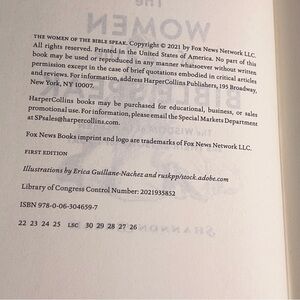 THE WOMEN OF THE BIBLE SPEAK. Copyright © 2021 by Fox News Network LLC.
All rights reserved. Printed in the United States of America. No part of this
book may be used or reproduced in any manner whatsoever without written
permission except in the case of brief quotations embodied in critical articles
and reviews. For information, address HarperCollins Publishers, 195 Broadway,
New York, NY 10007.
HarperCollins books may be purchased for educational, business, or sales
promotional use. For information, please email the Special Markets Department
at SPsales@harpercollins.com.
Fox News Books imprint and logo are trademarks of Fox News Network LLC.
FIRST EDITION
Illustrations by Erica Guillane-Nachez and ruskpp/stock.adobe.com
Library of Congress Control Number: 2021935852
ISBN 978-0-06-304659-7
22 23 24 25 LSC 30 29 28 27 26